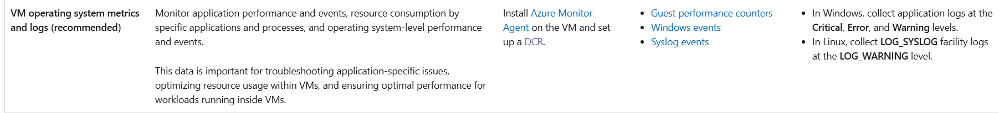 VM operating system metrics
and logs (recommended)
Monitor application performance and events, resource consumption by
specific applications and processes, and operating system-level performance
and events.
This data is important for troubleshooting application-specific issues,
optimizing resource usage within VMs, and ensuring optimal performance for
workloads running inside VMs.
Install Azure Monitor
Agent on the VM and set
up a DCR.
• Guest performance counters
• Windows events
• Syslog events
• In Windows, collect application logs at the
Critical, Error, and Warning levels.
• In Linux, collect LOG_SYSLOG facility logs
at the LOG_WARNING level.